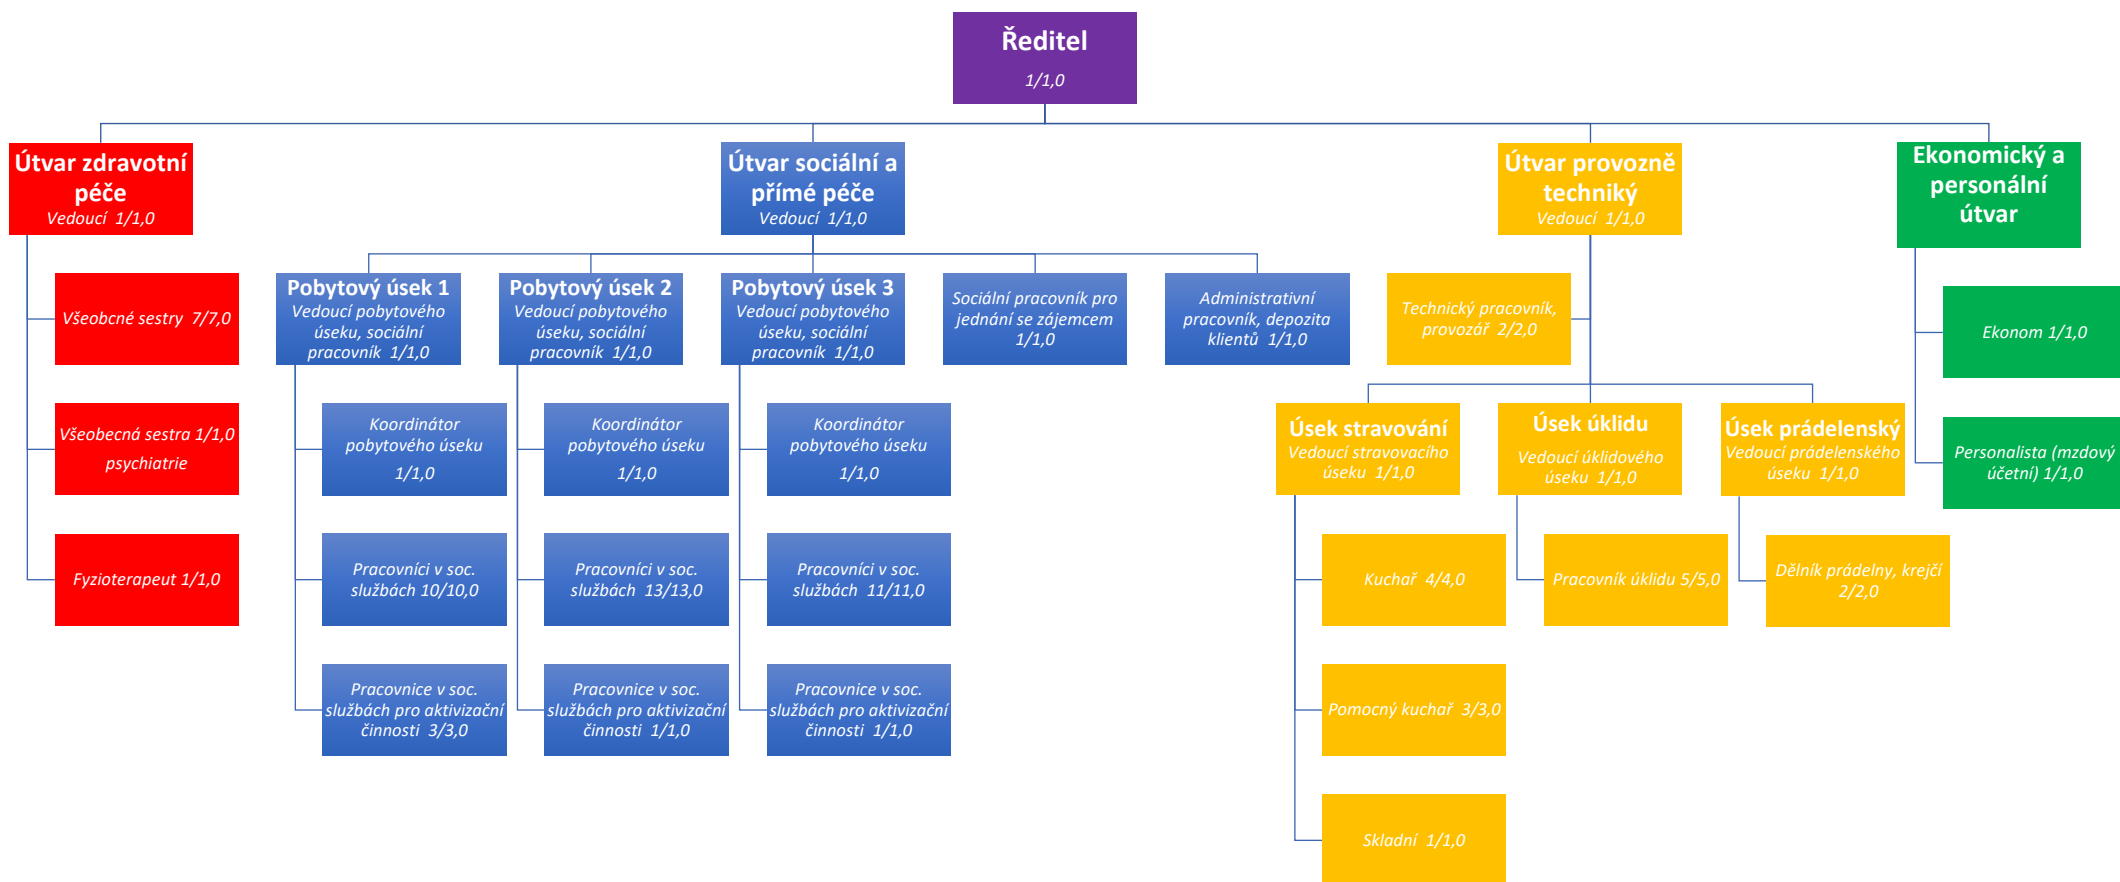 Ředitel
1/1,0
Útvar zdravotní
péče
Vedoucí 1/1,0
Všeobcné sestry 7/7,0
Všeobecná sestra 1/1,0
psychiatrie
Fyzioterapeut 1/1,0
Útvar sociální a
přímé péče
Vedoucí 1/1,0
Pobytový úsek 1
Vedoucí pobytového
úseku, sociální
pracovník 1/1,0
Koordinátor
pobytového úseku
1/1,0
Pracovníci v soc.
službách 10/10,0
Pracovnice v soc.
službách pro aktivizační
činnosti 3/3,0
Pobytový úsek 2
Vedoucí pobytového
úseku, sociální
pracovník 1/1,0
Koordinátor
pobytového úseku
1/1,0
Pracovníci v soc.
službách 13/13,0
Pracovnice v soc.
službách pro aktivizační
činnosti 1/1,0
Pobytový úsek 3
Vedoucí pobytového
úseku, sociální
pracovník 1/1,0
Koordinátor
pobytového úseku
1/1,0
Pracovníci v soc.
službách 11/11,0
Pracovnice v soc.
službách pro aktivizační
činnosti 1/1,0
Sociální pracovník pro
jednání se zájemcem
1/1,0
Administrativní
pracovník, depozita
klientů 1/1,0
Útvar provozně
techniký
Vedoucí 1/1,0
Technický pracovník,
provozář 2/2,0
Úsek stravování
Vedoucí stravovacího
úseku 1/1,0
Kuchař 4/4,0
Pomocný kuchař 3/3,0
Skladní 1/1,0
Úsek úklidu
Vedoucí úklidového
úseku 1/1,0
Pracovník úklidu 5/5,0
Úsek prádelenský
Vedoucí prádelenského
úseku 1/1,0
Dělník prádelny, krejčí
2/2,0
Ekonomický a
personální
útvar
Ekonom 1/1,0
Personalista (mzdový
účetní) 1/1,0